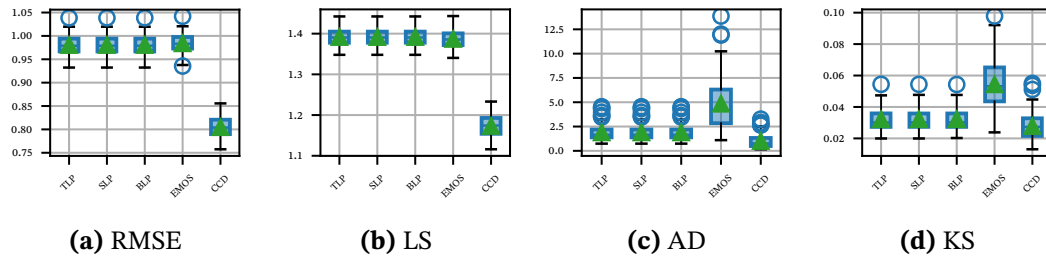 1.05
1.00
0.95
0.90
0.85
0.80
0.75
TLP
SLP
BLP
EMOS
CCD
(a) RMSE
1.4
1.3
1.2
1.1
TLP
SLP
BLP
EMOS
CCD
(b) LS
12.5
10.0
7.5
5.0
2.5
0.0
TLP
SLP
BLP
EMOS
CCD
(c) AD
0.10
0.08
0.06
0.04
0.02
TLP
SLP
BLP
EMOS
CCD
(d) KS